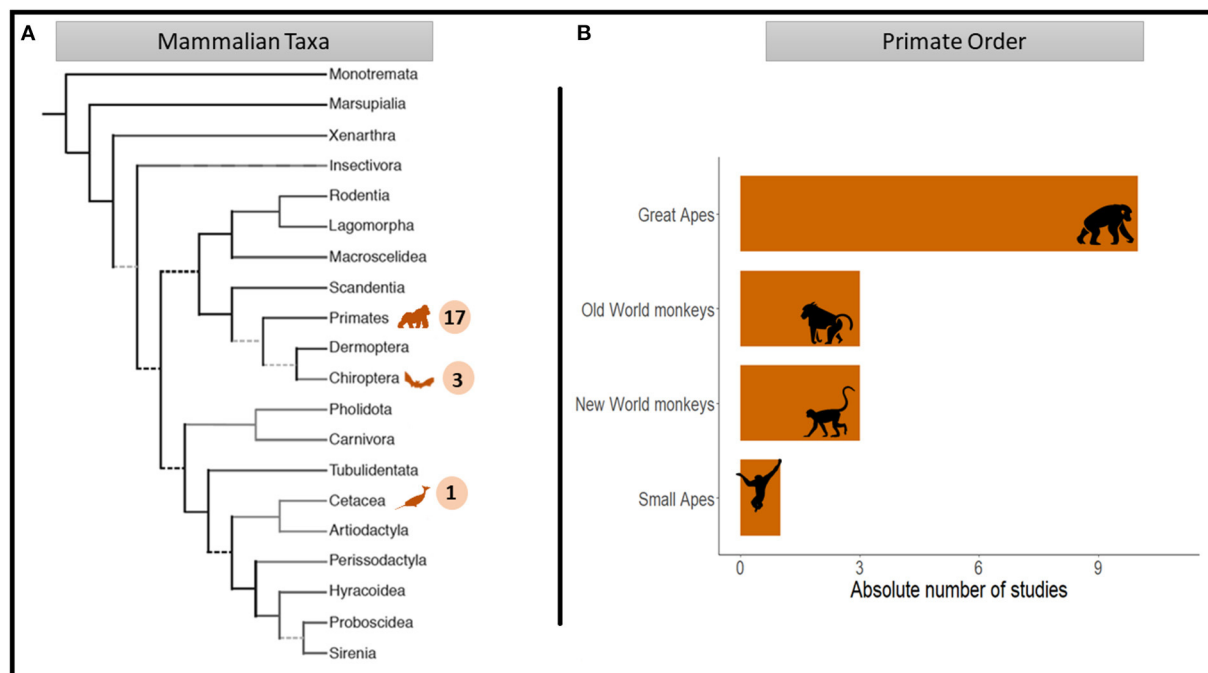 A
Mammalian Taxa
Monotremata
Marsupialia
Xenarthra
Insectivora
Rodentia
Lagomorpha
Macroscelidea
Scandentia
Primates 17
Dermoptera
Chiroptera 3
Pholidota
Carnivora
Tubulidentata
Cetacea 1
Artiodactyla
Perissodactyla
Hyracoidea
Proboscidea
Sirenia
B
Primate Order
Great Apes
Old World monkeys
New World monkeys
Small Apes
0 3 6 9
Absolute number of studies